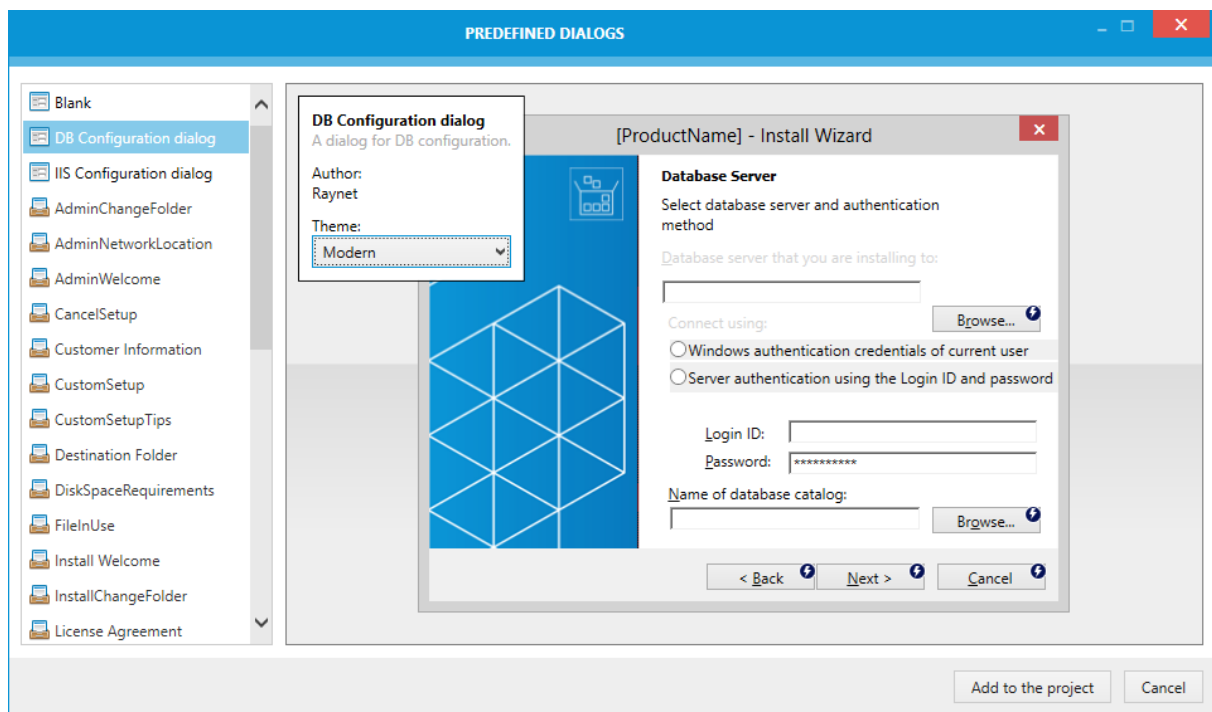 PREDEFINED DIALOGS
Blank
DB Configuration dialog
IIS Configuration dialog
AdminChangeFolder
AdminNetworkLocation
AdminWelcome
CancelSetup
Customer Information
CustomSetup
CustomSetupTips
Destination Folder
DiskSpaceRequirements
FileInUse
Install Welcome
InstallChangeFolder
License Agreement
DB Configuration dialog
A dialog for DB configuration.
Author:
Raynet
Theme:
Modern
[ProductName] - Install Wizard
Database Server
Select database server and authentication
method
Database server that you are installing to:
Browse...
Connect using:
Windows authentication credentials of current user
Server authentication using the Login ID and password
Login ID:
Password: **********
Name of database catalog:
Browse...
< Back Next > Cancel
Add to the project Cancel